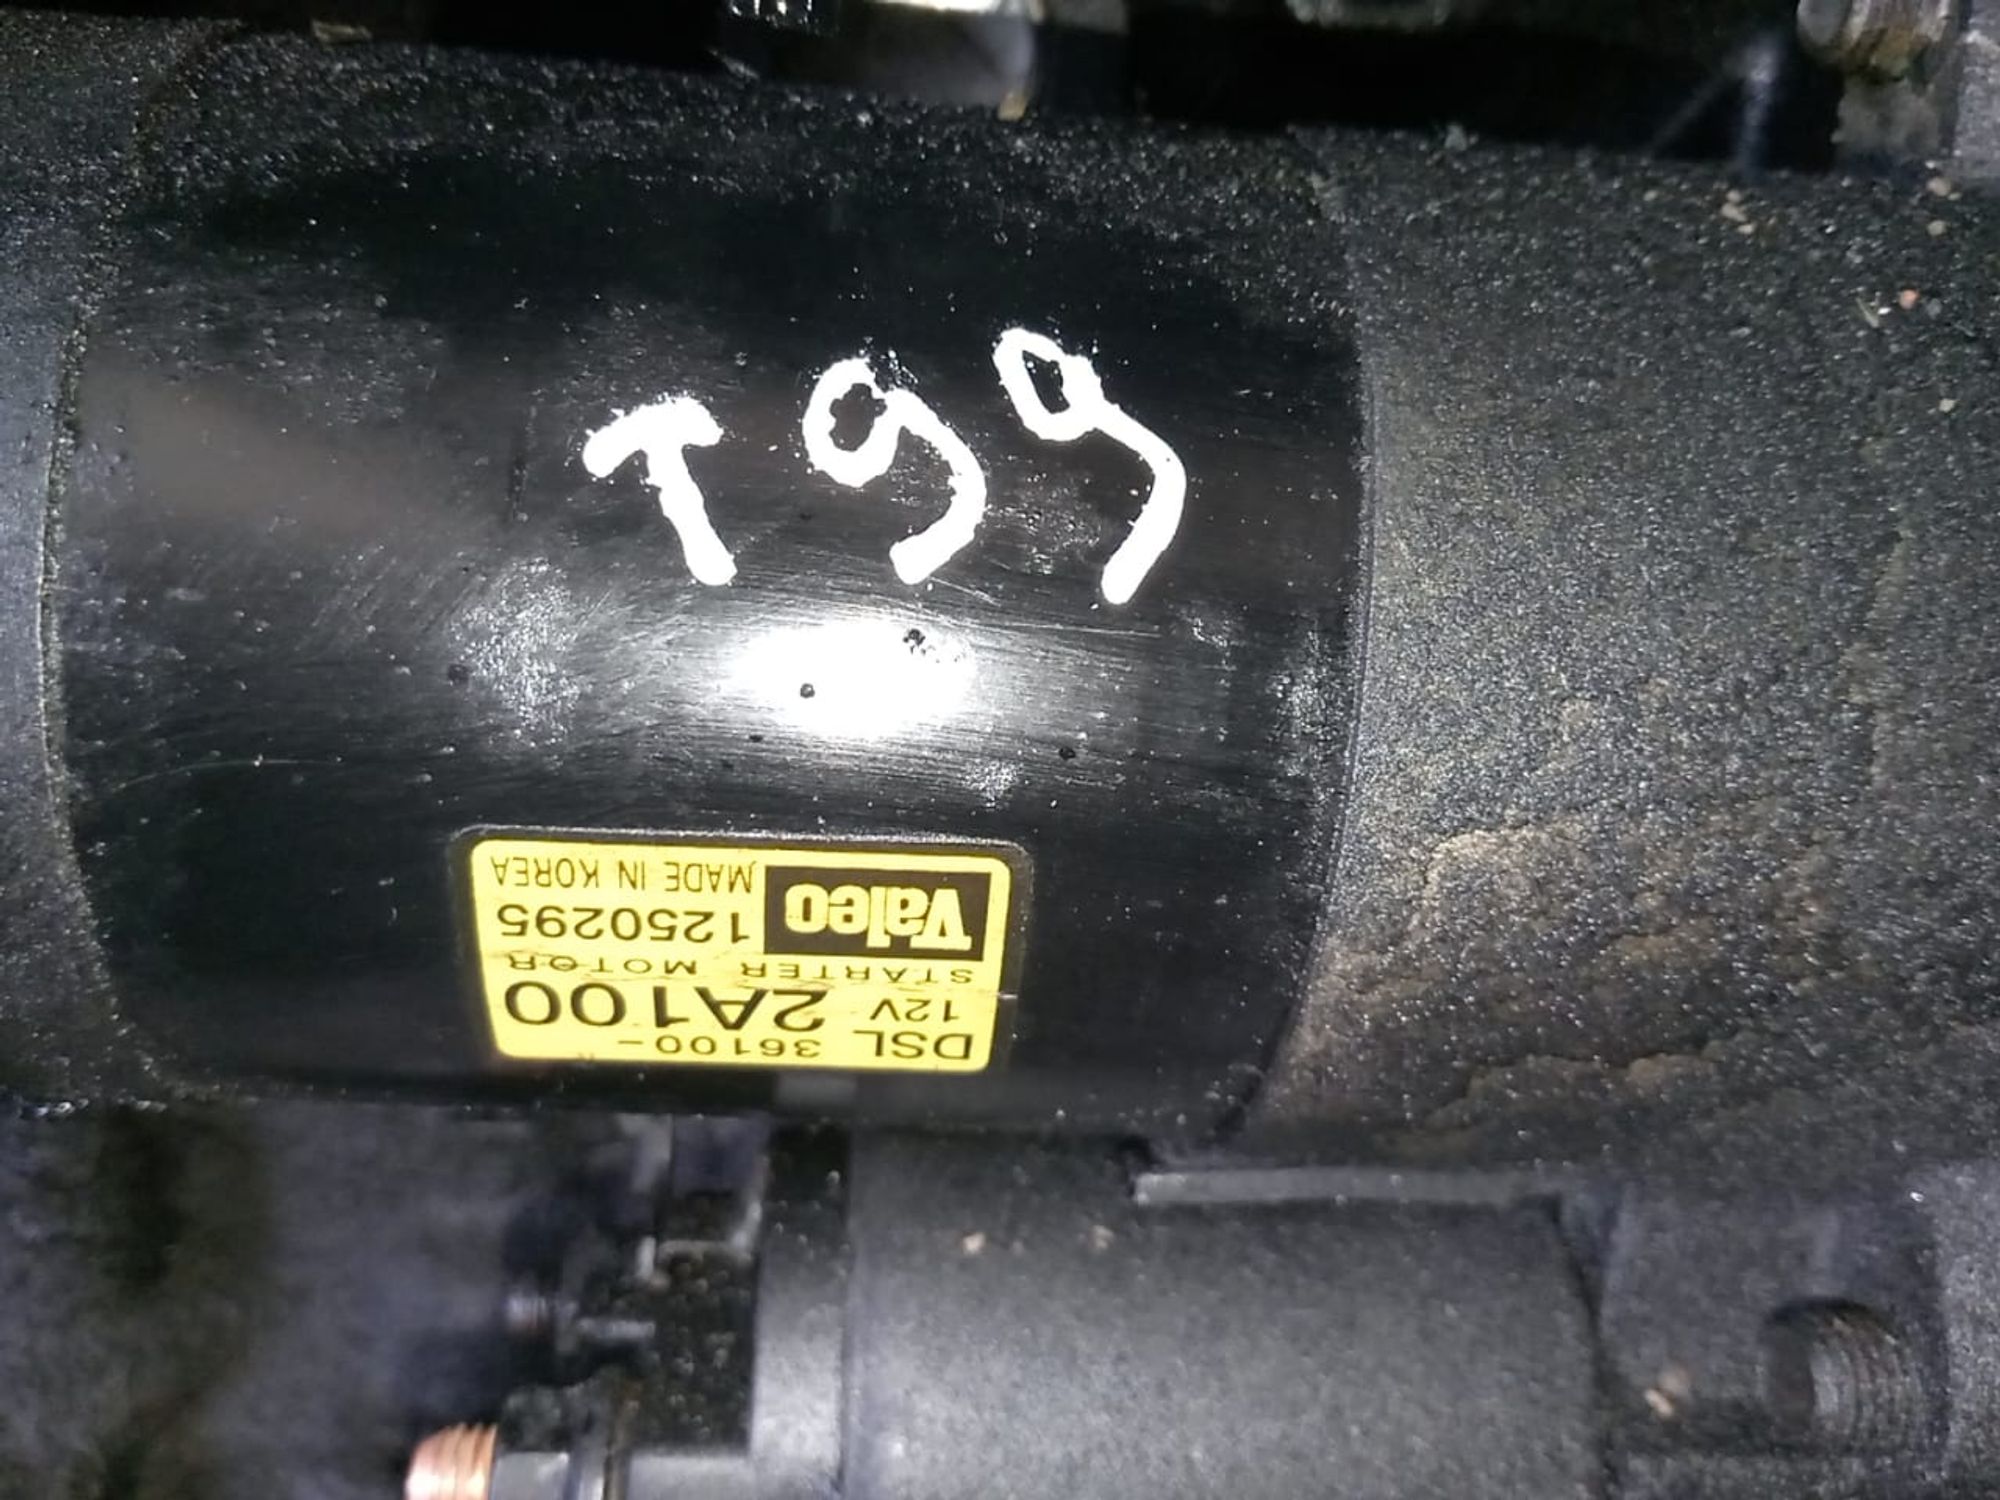 T99
DSL 36100-
12V 2A100
STARTER MOTOR
Valeo 1250295
MADE IN KOREA